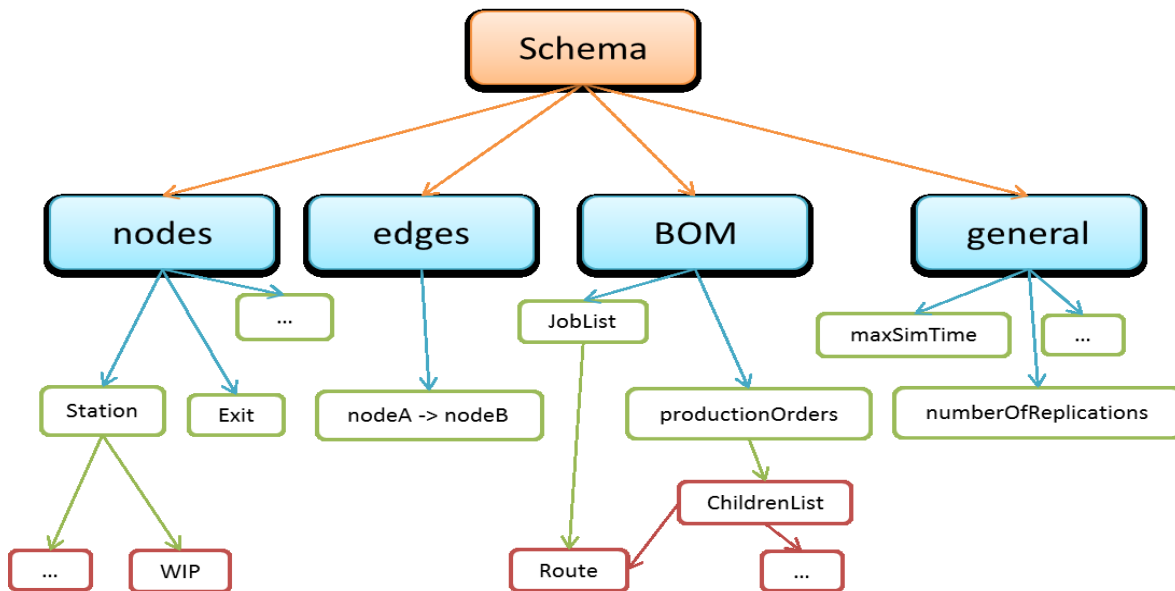 Schema
nodes
edges
BOM
general
...
JobList
maxSimTime
...
Station
Exit
nodeA -> nodeB
productionOrders
numberOfReplications
ChildrenList
...
WIP
Route
...